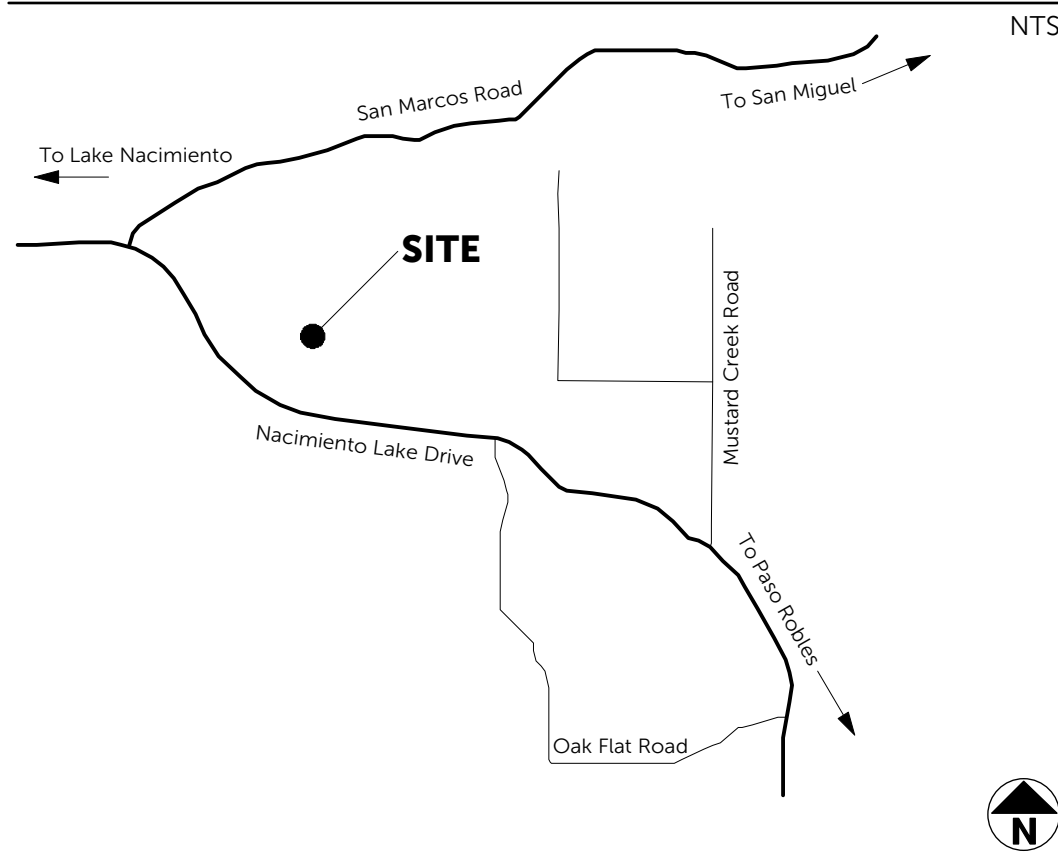 NTS
San Marcos Road
To San Miguel
To Lake Nacimiento
SITE
Mustard Creek Road
Nacimiento Lake Drive
To Paso Robles
Oak Flat Road
N